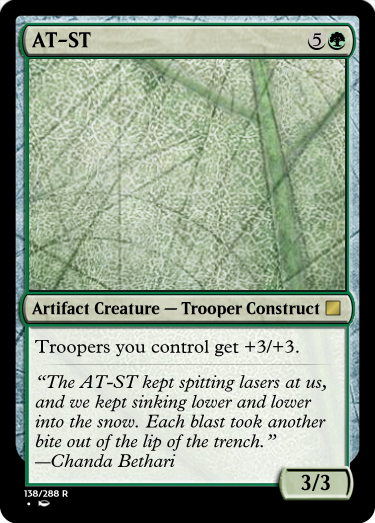 AT-ST 5
Artifact Creature — Trooper Construct
Troopers you control get +3/+3.
“The AT-ST kept spitting lasers at us,
and we kept sinking lower and lower
into the snow. Each blast took another
bite out of the lip of the trench.”
—Chanda Bethari
3/3
138/288 R